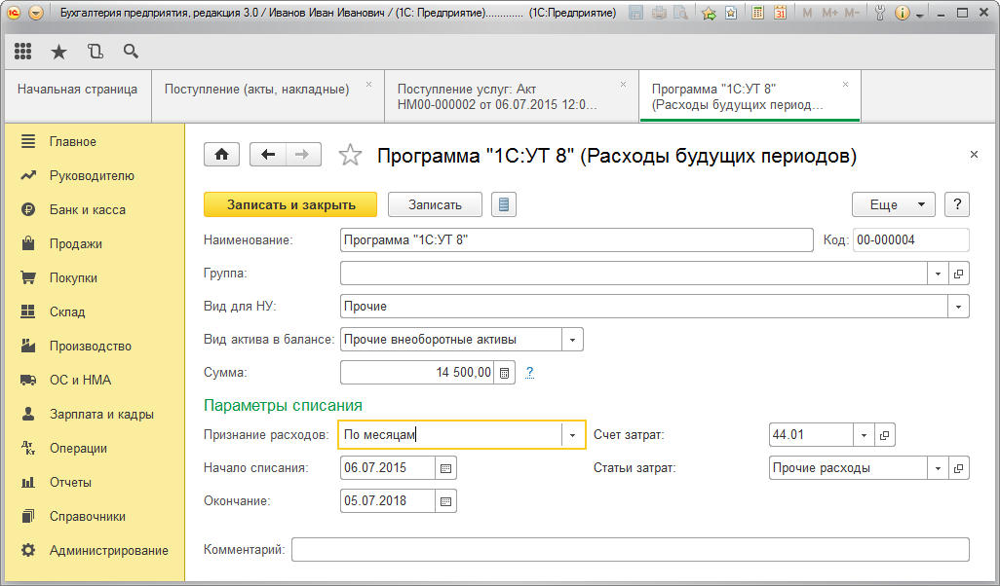 Бухгалтерия предприятия, редакция 3.0 / Иванов Иван Иванович / (1С: Предприятие)............. (1С:Предприятие)
31 M M+ M-
Начальная страница
Поступление (акты, накладные)
Поступление услуг: Акт
НМ00-000002 от 06.07.2015 12:0...
Программа "1С:УТ 8"
(Расходы будущих период...
Главное
Руководителю
Банк и касса
Продажи
Покупки
Склад
Производство
ОС и НМА
Зарплата и кадры
Операции
Отчеты
Справочники
Администрирование
Программа "1С:УТ 8" (Расходы будущих периодов)
Записать и закрыть
Записать
Еще
?
Наименование: Программа "1С:УТ 8" Код: 00-000004
Группа:
Вид для НУ: Прочие
Вид актива в балансе: Прочие внеоборотные активы
Сумма: 14 500,00 ?
Параметры списания
Признание расходов: По месяцам Счет затрат: 44.01
Начало списания: 06.07.2015 Статьи затрат: Прочие расходы
Окончание: 05.07.2018
Комментарий: